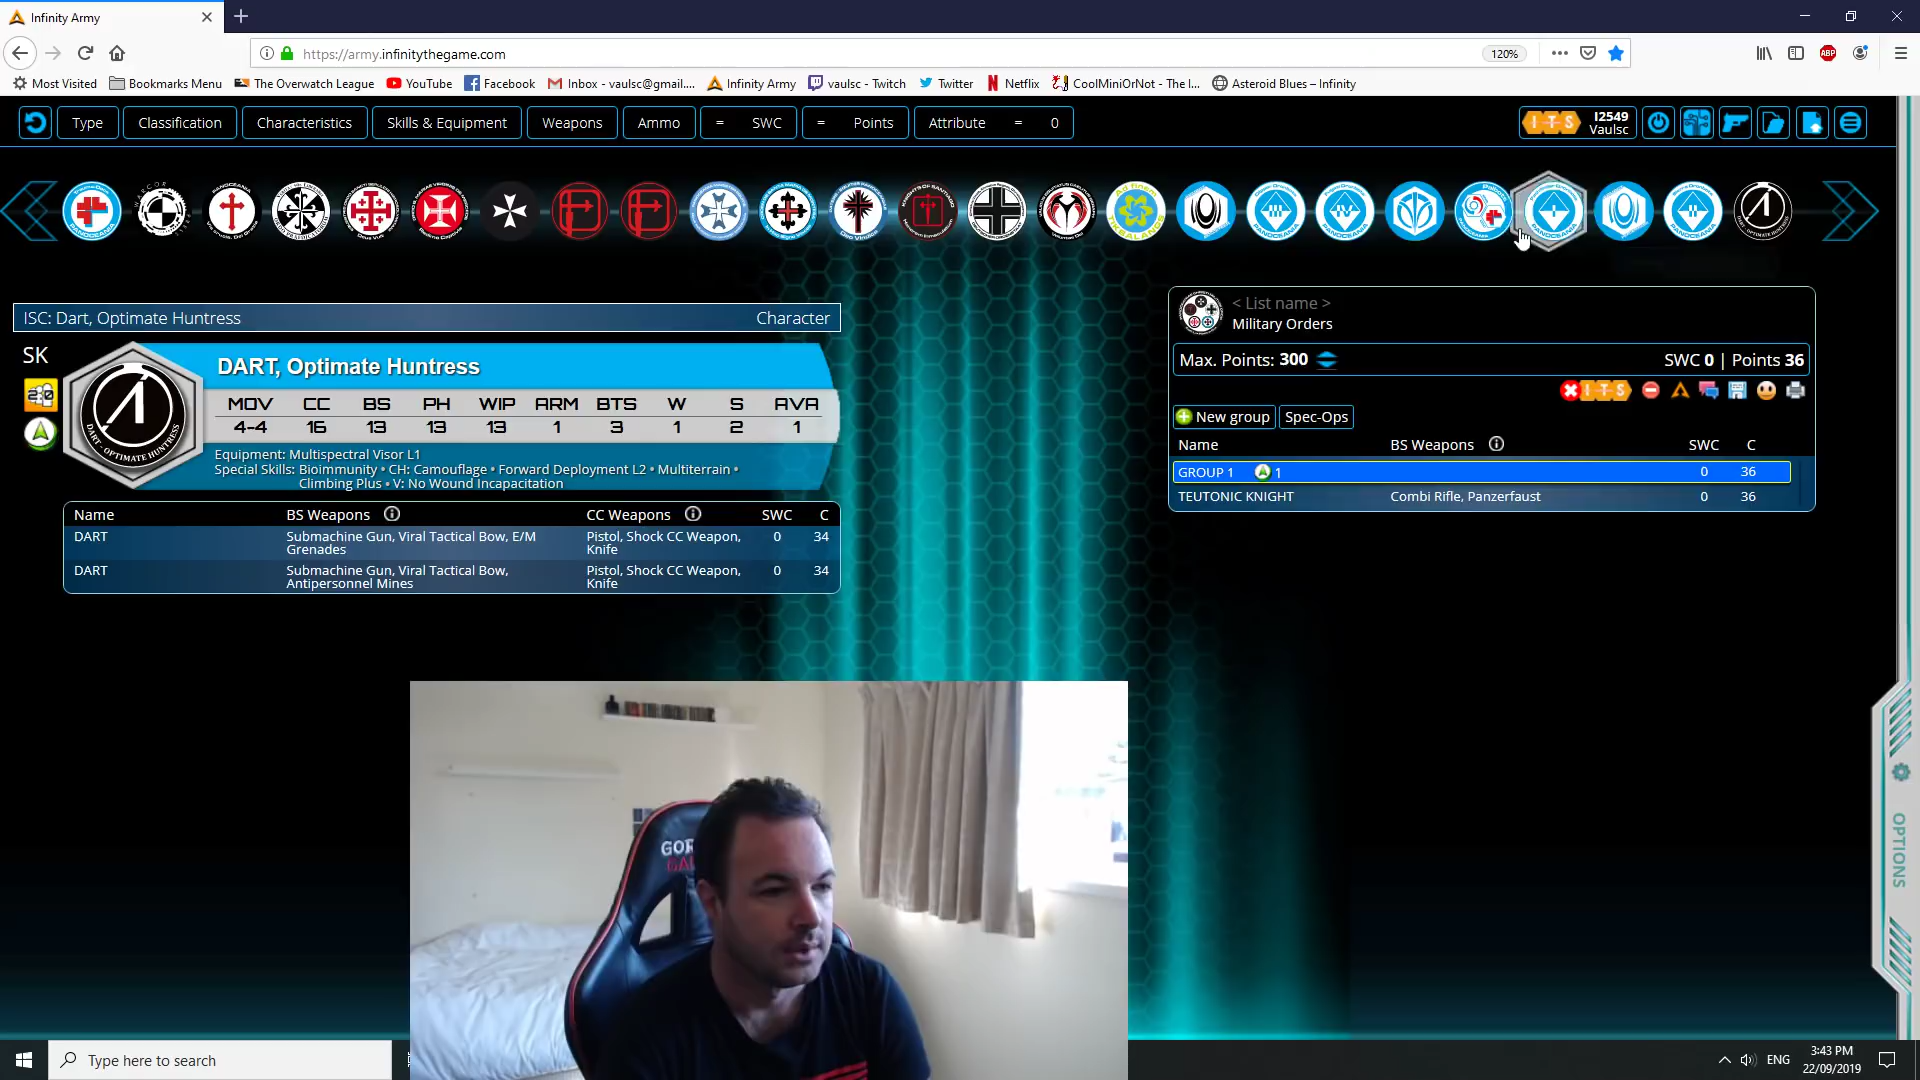 Infinity Army
https://army.infinitythegame.com
120%
Most Visited Bookmarks Menu The Overwatch League YouTube Facebook Inbox - vaulsc@gmail.... Infinity Army vaulsc - Twitch Twitter Netflix CoolMiniOrNot - The I... Asteroid Blues – Infinity
Type Classification Characteristics Skills & Equipment Weapons Ammo = SWC = Points Attribute = 0
ITS I2549
Vaulsc
ISC: Dart, Optimate Huntress Character
SK
DART, Optimate Huntress
MOV CC BS PH WIP ARM BTS W S AVA
4-4 16 13 13 13 1 3 1 2 1
Equipment: Multispectral Visor L1
Special Skills: Bioimmunity • CH: Camouflage • Forward Deployment L2 • Multiterrain •
Climbing Plus • V: No Wound Incapacitation
DART - OPTIMATE HUNTRESS
Name BS Weapons CC Weapons SWC C
DART Submachine Gun, Viral Tactical Bow, E/M Grenades Pistol, Shock CC Weapon, Knife 0 34
DART Submachine Gun, Viral Tactical Bow, Antipersonnel Mines Pistol, Shock CC Weapon, Knife 0 34
< List name >
Military Orders
Max. Points: 300 SWC 0 | Points 36
ITS
New group Spec-Ops
Name BS Weapons SWC C
GROUP 1 1 0 36
TEUTONIC KNIGHT Combi Rifle, Panzerfaust 0 36
OPTIONS
Type here to search
ENG
3:43 PM
22/09/2019